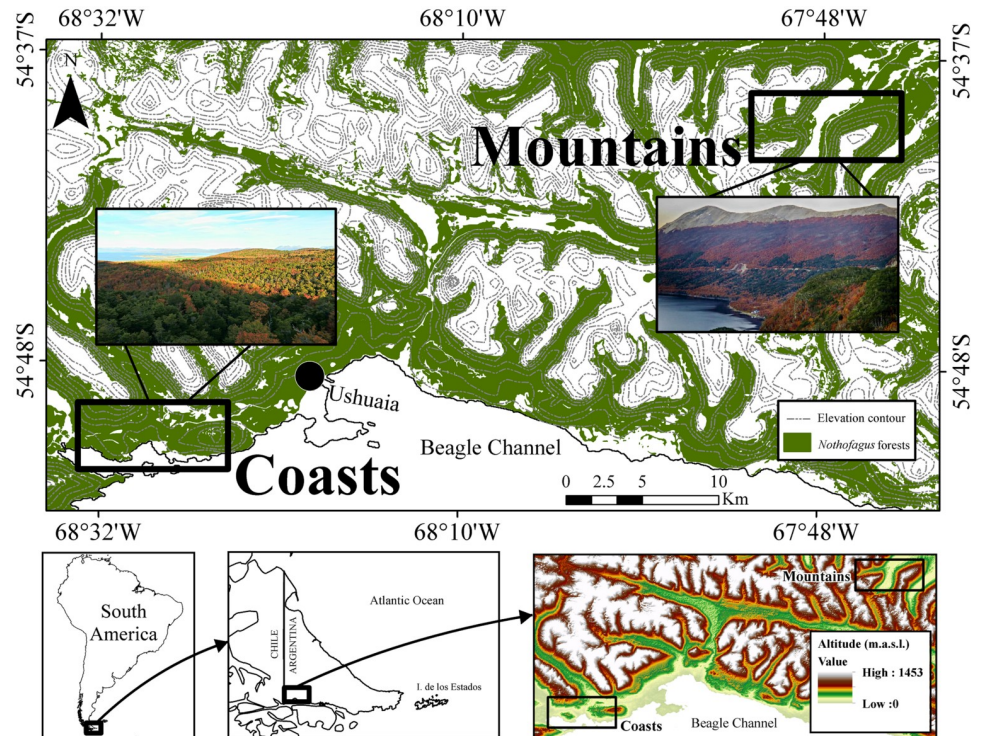 68°32'W
68°10'W
67°48'W
54°37'S
54°37'S
N
Mountains
54°48'S
54°48'S
Ushuaia
Elevation contour
Nothofagus forests
Beagle Channel
Coasts
0 2.5 5 10
Km
68°32'W
68°10'W
67°48'W
South
America
Atlantic Ocean
CHILE
ARGENTINA
I. de los Estados
Mountains
Altitude (m.a.s.l.)
Value
High : 1453
Low :0
Coasts
Beagle Channel